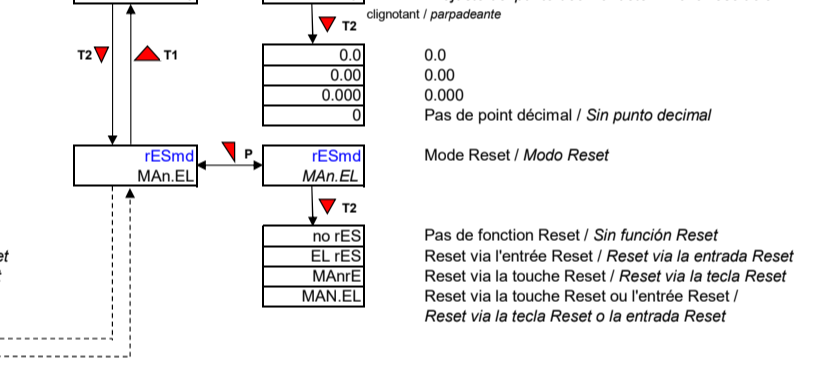 clignotant / parpadeante
T2
T2
T1
0.0
0.0
0.00
0.00
0.000
0.000
0
Pas de point décimal / Sin punto decimal
rESmd
MAn.EL
P
rESmd
MAn.EL
Mode Reset / Modo Reset
T2
no rES
Pas de fonction Reset / Sin función Reset
EL rES
Reset via l'entrée Reset / Reset via la entrada Reset
MAnrE
Reset via la touche Reset / Reset via la tecla Reset
MAN.EL
Reset via la touche Reset ou l'entrée Reset /
Reset via la tecla Reset o la entrada Reset